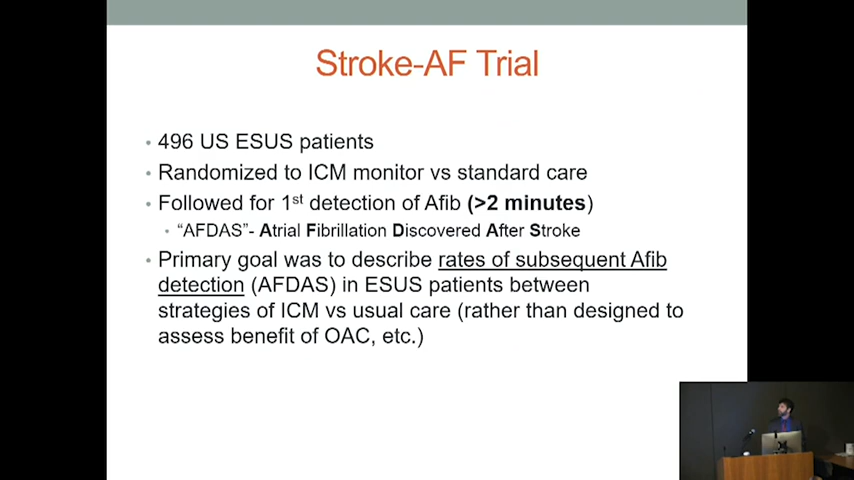 Stroke-AF Trial
• 496 US ESUS patients
• Randomized to ICM monitor vs standard care
• Followed for 1st detection of Afib (>2 minutes)
• “AFDAS”- Atrial Fibrillation Discovered After Stroke
• Primary goal was to describe rates of subsequent Afib
detection (AFDAS) in ESUS patients between
strategies of ICM vs usual care (rather than designed to
assess benefit of OAC, etc.)